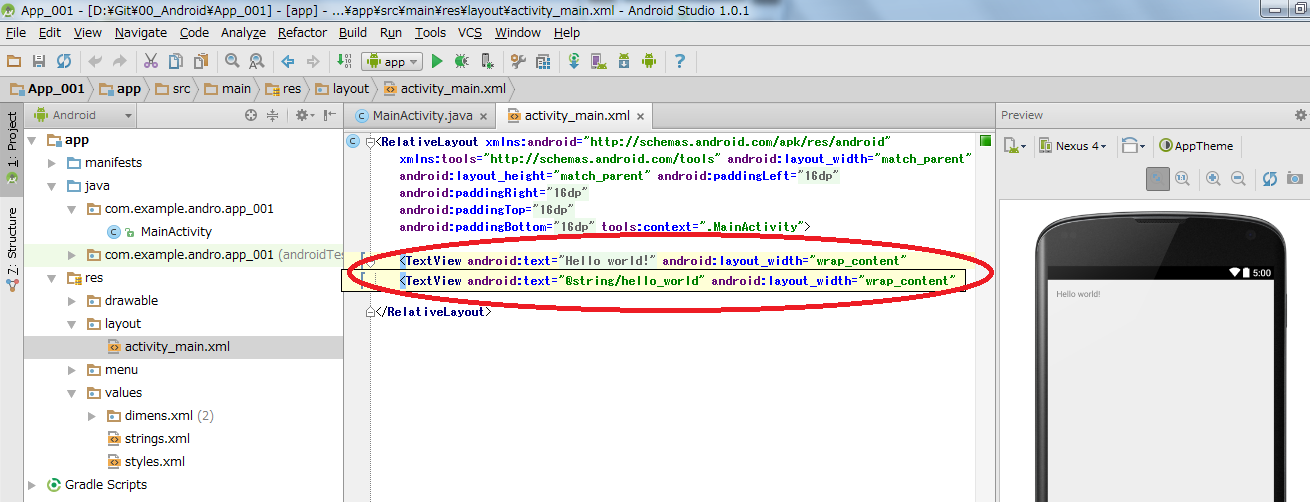 App_001 - [D:¥Git¥00_Android¥App_001] - [app] - ...¥app¥src¥main¥res¥layout¥activity_main.xml - Android Studio 1.0.1
File Edit View Navigate Code Analyze Refactor Build Run Tools VCS Window Help
app
App_001 app src main res layout activity_main.xml
1: Project
7: Structure
Android
app
manifests
java
com.example.andro.app_001
MainActivity
com.example.andro.app_001 (androidTes
res
drawable
layout
activity_main.xml
menu
values
dimens.xml (2)
strings.xml
styles.xml
Gradle Scripts
MainActivity.java activity_main.xml
<RelativeLayout xmlns:android="http://schemas.android.com/apk/res/android"
xmlns:tools="http://schemas.android.com/tools" android:layout_width="match_parent"
android:layout_height="match_parent" android:paddingLeft="16dp"
android:paddingRight="16dp"
android:paddingTop="16dp"
android:paddingBottom="16dp" tools:context=".MainActivity">
<TextView android:text="Hello world!" android:layout_width="wrap_content"
<TextView android:text="@string/hello_world" android:layout_width="wrap_content"
</RelativeLayout>
Preview
Nexus 4 AppTheme
5:00
Hello world!